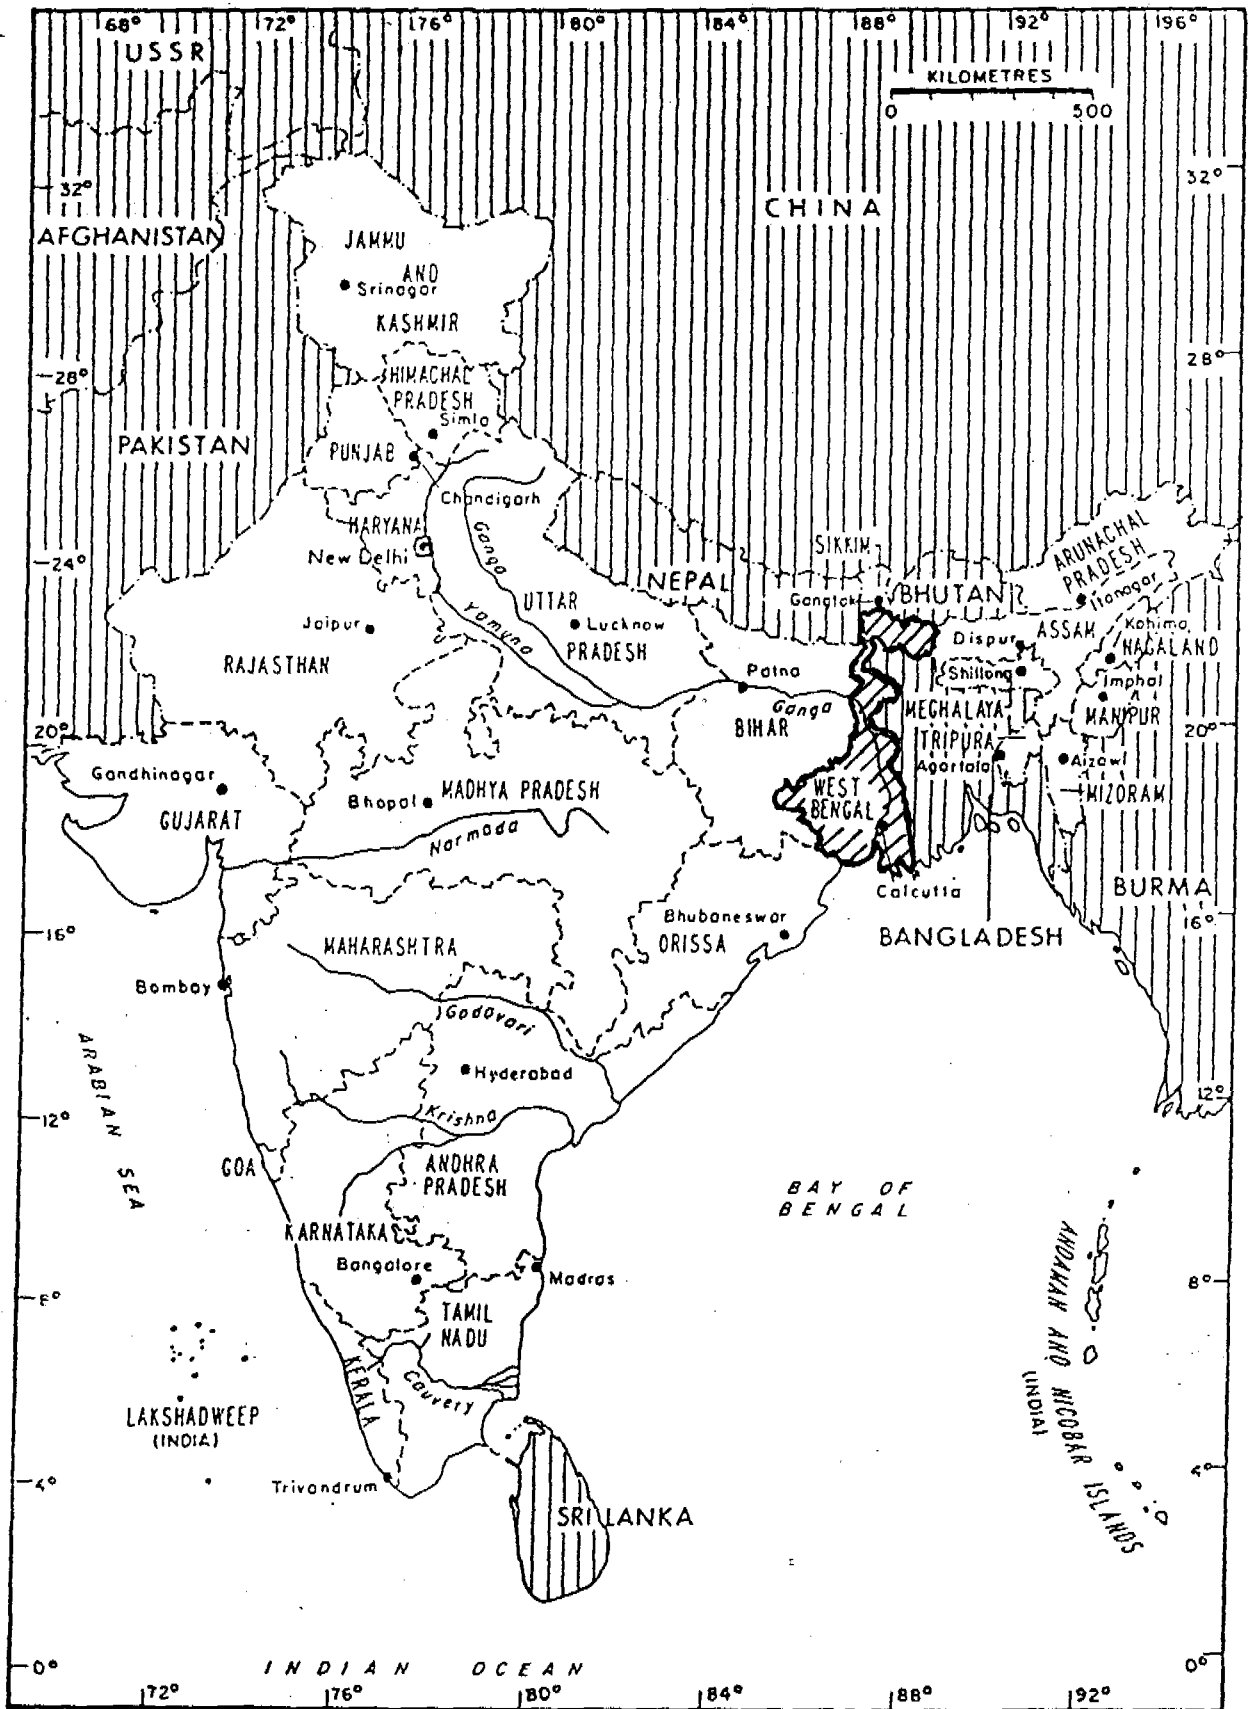 68° 72° 76° 80° 84° 88° 92° 96°
USSR
KILOMETRES
0 500
32° 32°
CHINA
AFGHANISTAN
JAMMU
AND
Srinagar
KASHMIR
28° 28°
HIMACHAL
PRADESH
Simla
PAKISTAN
PUNJAB
Chandigarh
HARYANA
New Delhi
Ganga
24°
SIKKIM
ARUNACHAL
PRADESH
NEPAL
Gangtok
BHUTAN
Itanagar
UTTAR
PRADESH
Lucknow
Yamuna
Jaipur
RAJASTHAN
Dispur
ASSAM
Kohima
NAGALAND
Shillong
Imphal
Patna
Ganga
BIHAR
MEGHALAYA
MANIPUR
20° 20°
TRIPURA
Agartala
Aizawl
MIZORAM
Gandhinagar
GUJARAT
Bhopal
MADHYA PRADESH
Narmada
WEST
BENGAL
Calcutta
BURMA
16° 16°
Bhubaneswar
ORISSA
BANGLADESH
MAHARASHTRA
Bombay
Godavari
ARABIAN SEA
Hyderabad
12° 12°
Krishna
GOA
ANDHRA
PRADESH
BAY OF
BENGAL
KARNATAKA
Bangalore
Madras
8° 8°
TAMIL
NADU
ANDAMAN AND NICOBAR ISLANDS
(INDIA)
KERALA
Cauvery
LAKSHADWEEP
(INDIA)
4° 4°
Trivandrum
SRI LANKA
0° 0°
INDIAN OCEAN
72° 76° 80° 84° 88° 92°